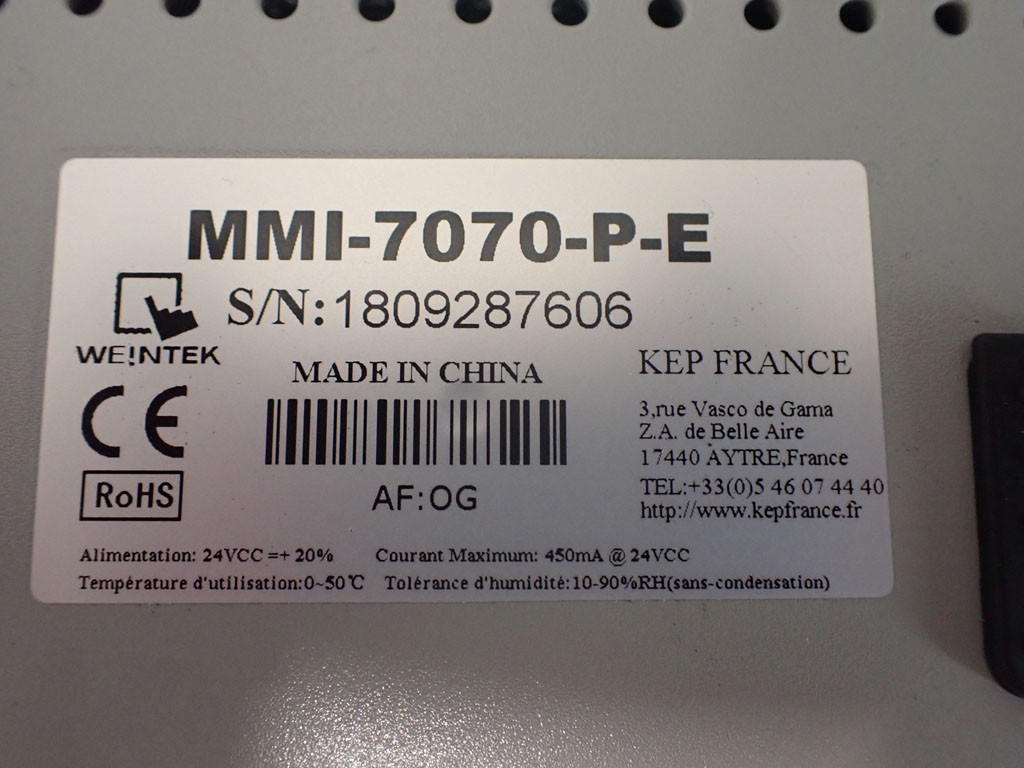 MMI-7070-P-E
S/N:1809287606
WE!NTEK
MADE IN CHINA
KEP FRANCE
3,rue Vasco de Gama
Z.A. de Belle Aire
17440 AYTRE,France
TEL:+33(0)5 46 07 44 40
http://www.kepfrance.fr
CE
RoHS
AF:OG
Alimentation: 24VCC =+ 20% Courant Maximum: 450mA @ 24VCC
Température d'utilisation:0~50℃ Tolérance d'humidité:10-90%RH(sans-condensation)